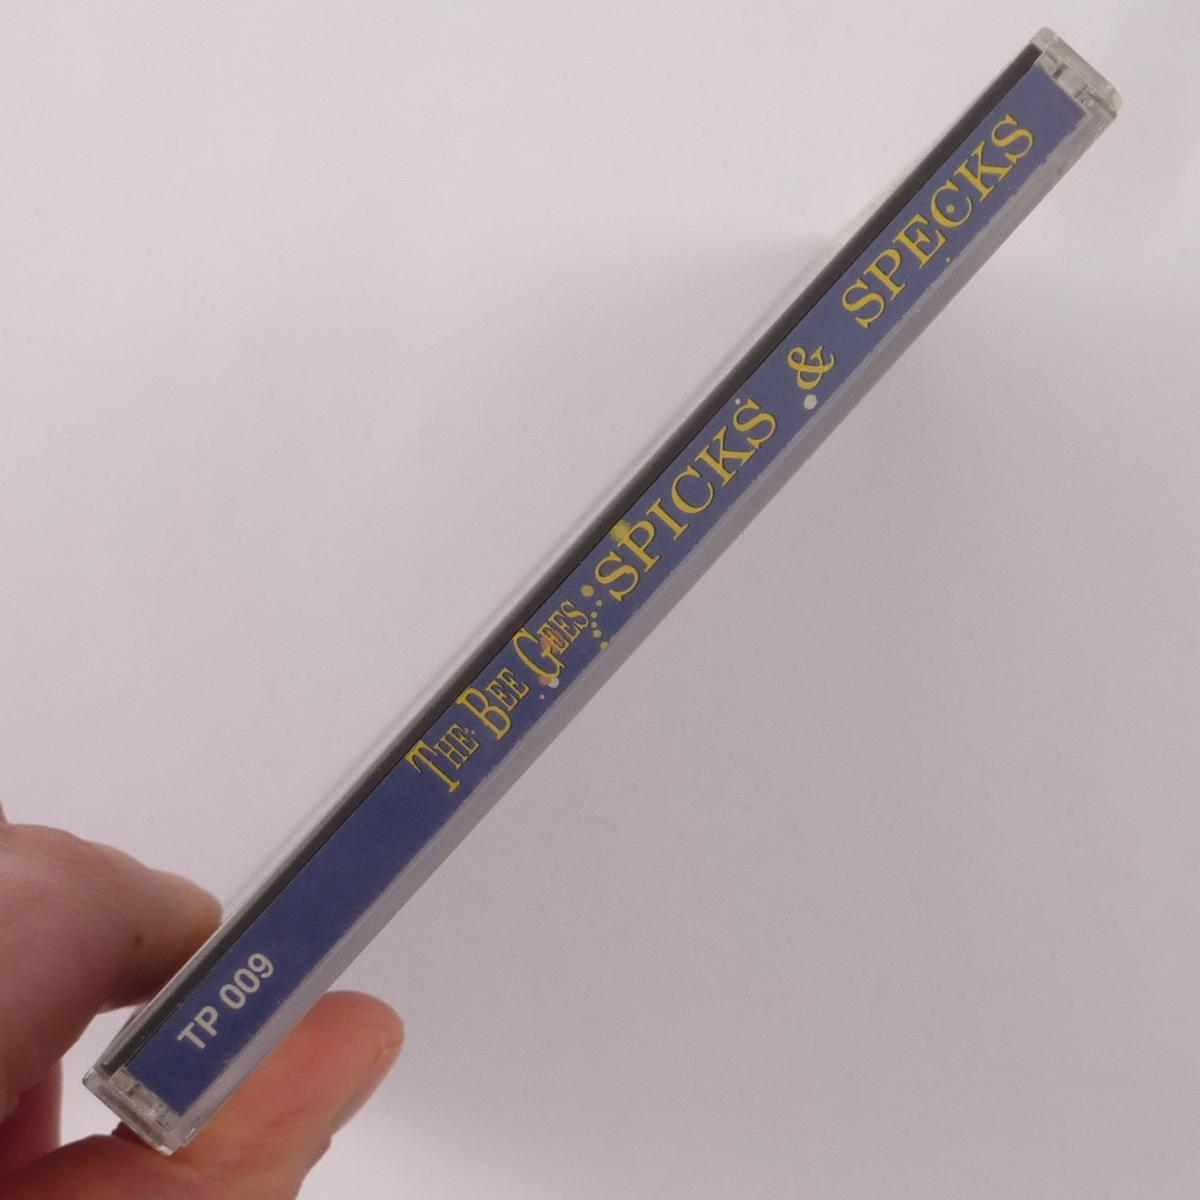 TP 009 THE BEE GEES SPICKS & SPECKS